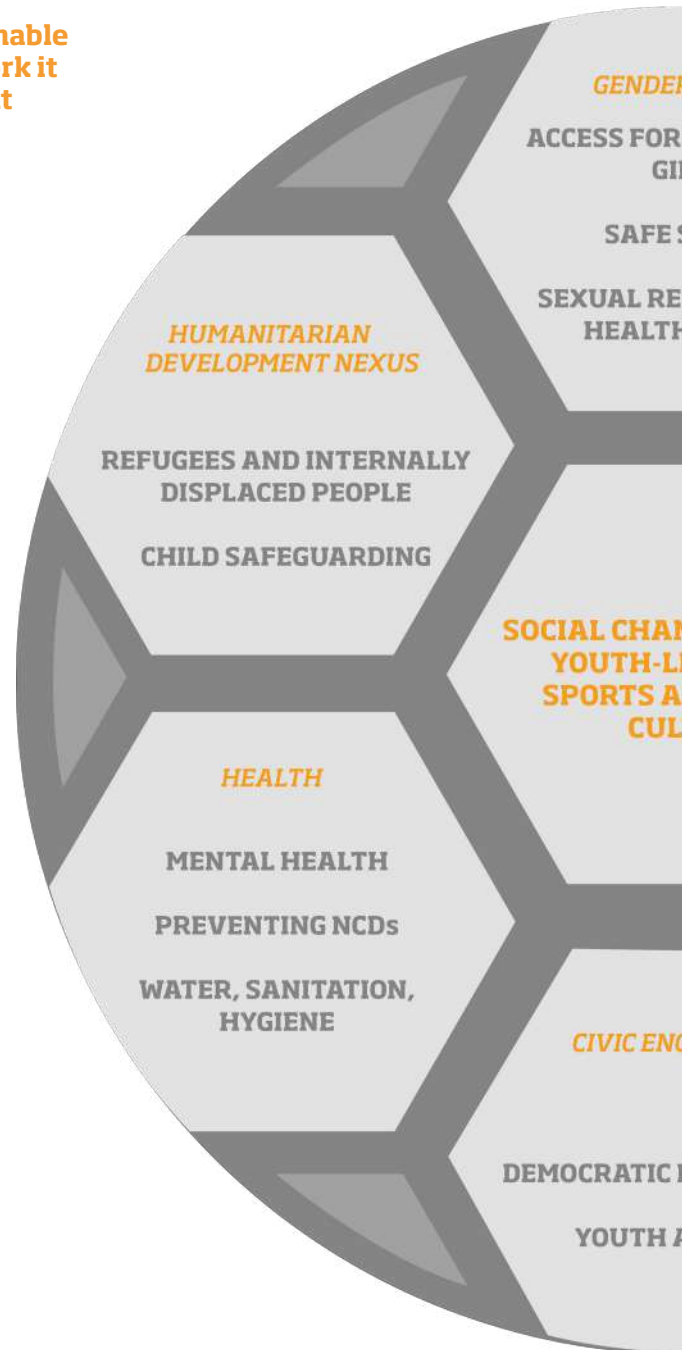 nable
rk it
t
GENDER
ACCESS FOR
GI
SAFE S
SEXUAL RE
HEALTH
HUMANITARIAN
DEVELOPMENT NEXUS
REFUGEES AND INTERNALLY
DISPLACED PEOPLE
CHILD SAFEGUARDING
SOCIAL CHAN
YOUTH-L
SPORTS A
CUL
HEALTH
MENTAL HEALTH
PREVENTING NCDs
WATER, SANITATION,
HYGIENE
CIVIC ENG
DEMOCRATIC
YOUTH A